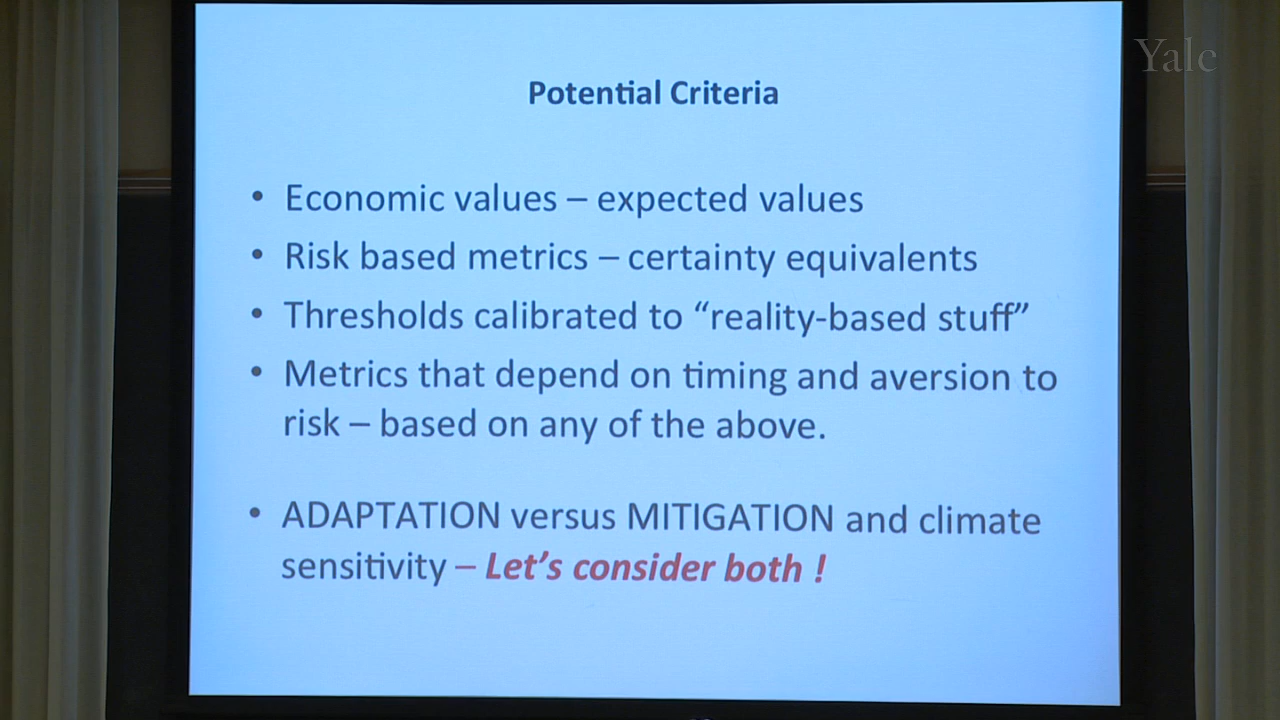 Yale
Potential Criteria
• Economic values – expected values
• Risk based metrics – certainty equivalents
• Thresholds calibrated to “reality-based stuff”
• Metrics that depend on timing and aversion to
risk – based on any of the above.
• ADAPTATION versus MITIGATION and climate
sensitivity – Let’s consider both !